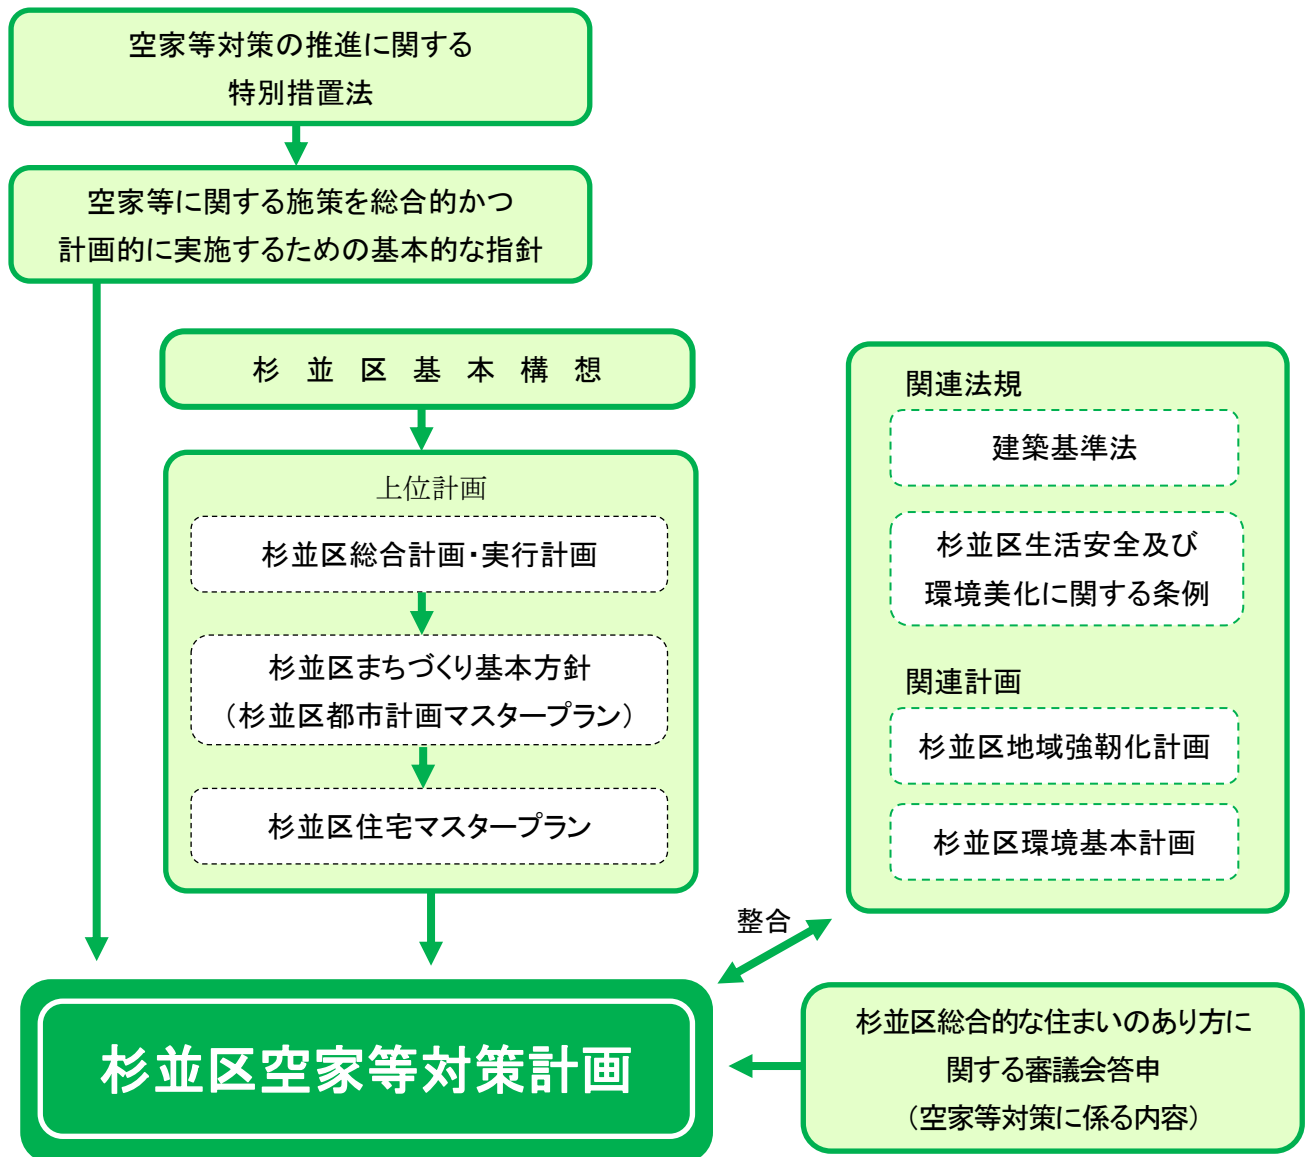 空家等対策の推進に関する
特別措置法
空家等に関する施策を総合的かつ
計画的に実施するための基本的な指針
杉並区基本構想
上位計画
杉並区総合計画・実行計画
杉並区まちづくり基本方針
（杉並区都市計画マスタープラン）
杉並区住宅マスタープラン
関連法規
建築基準法
杉並区生活安全及び
環境美化に関する条例
関連計画
杉並区地域強靭化計画
杉並区環境基本計画
整合
杉並区空家等対策計画
杉並区総合的な住まいのあり方に
関する審議会答申
（空家等対策に係る内容）